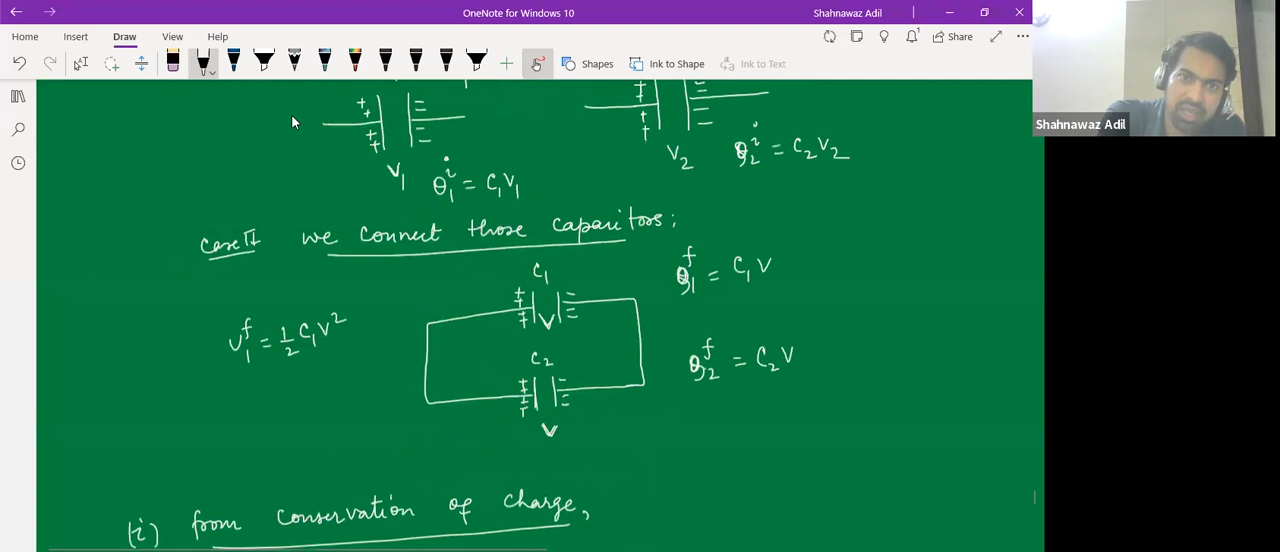 OneNote for Windows 10
Shahnawaz Adil
Home Insert Draw View Help
Share
Shapes Ink to Shape Ink to Text
Shahnawaz Adil
V₁ Q₁ⁱ = C₁V₁
V₂ Q₂ⁱ = C₂V₂
Case II we connect those capacitors;
C₁
Q₁ᶠ = C₁V
U₁ᶠ = ½ C₁V²
V
C₂
Q₂ᶠ = C₂V
V
(i) from conservation of charge,